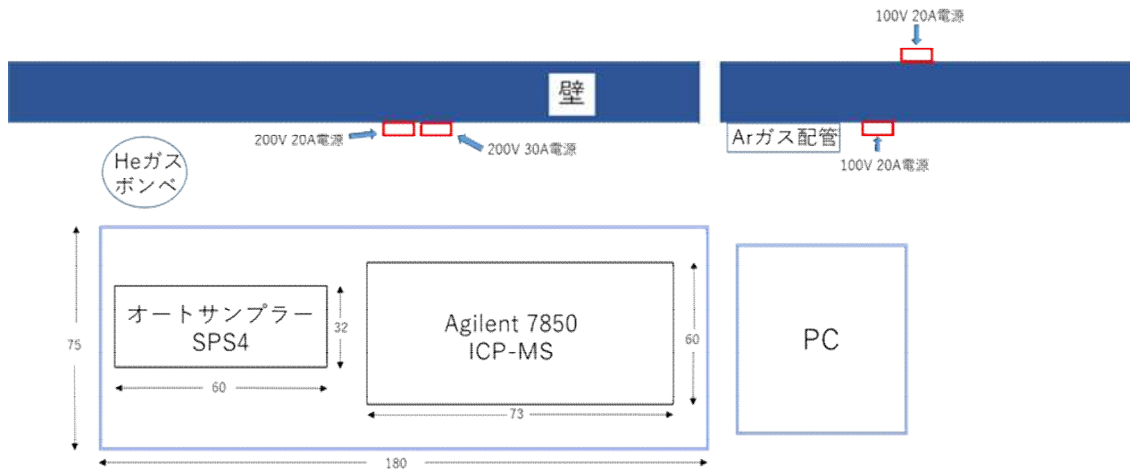 100V 20A電源
壁
200V 20A電源
200V 30A電源
Arガス配管
100V 20A電源
Heガス
ボンベ
オートサンプラー
SPS4
32
60
75
Agilent 7850
ICP-MS
60
73
180
PC